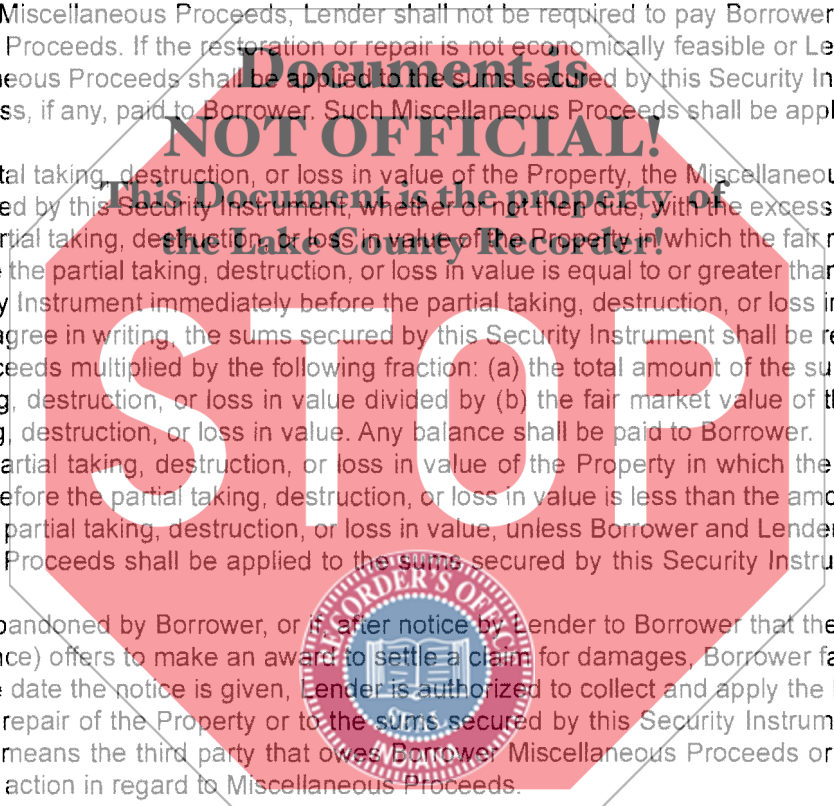 Miscellaneous Proceeds, Lender shall not be required to pay Borrower
Proceeds. If the restoration or repair is not economically feasible or Le
eous Proceeds shall be applied to the sums secured by this Security In
ss, if any, paid to Borrower. Such Miscellaneous Proceeds shall be appl
Document is
NOT OFFICIAL!
This Document is the property of
the Lake County Recorder!
tal taking, destruction, or loss in value of the Property, the Miscellaneou
ed by this Security Instrument, whether or not then due, with the excess
rtial taking, destruction, or loss in value of the Property in which the fair
the partial taking, destruction, or loss in value is equal to or greater than
y Instrument immediately before the partial taking, destruction, or loss in
agree in writing, the sums secured by this Security Instrument shall be re
ceeds multiplied by the following fraction: (a) the total amount of the su
g, destruction, or loss in value divided by (b) the fair market value of t
g, destruction, or loss in value. Any balance shall be paid to Borrower.
STOP
artial taking, destruction, or loss in value of the Property in which the
efore the partial taking, destruction, or loss in value is less than the amo
partial taking, destruction, or loss in value, unless Borrower and Lender
Proceeds shall be applied to the sums secured by this Security Instru
RECORDER'S OFFICE
SEAL
INDIANA
bandoned by Borrower, or if, after notice by Lender to Borrower that the
ce) offers to make an award to settle a claim for damages, Borrower fa
date the notice is given, Lender is authorized to collect and apply the
repair of the Property or to the sums secured by this Security Instrum
means the third party that owes Borrower Miscellaneous Proceeds or
action in regard to Miscellaneous Proceeds.